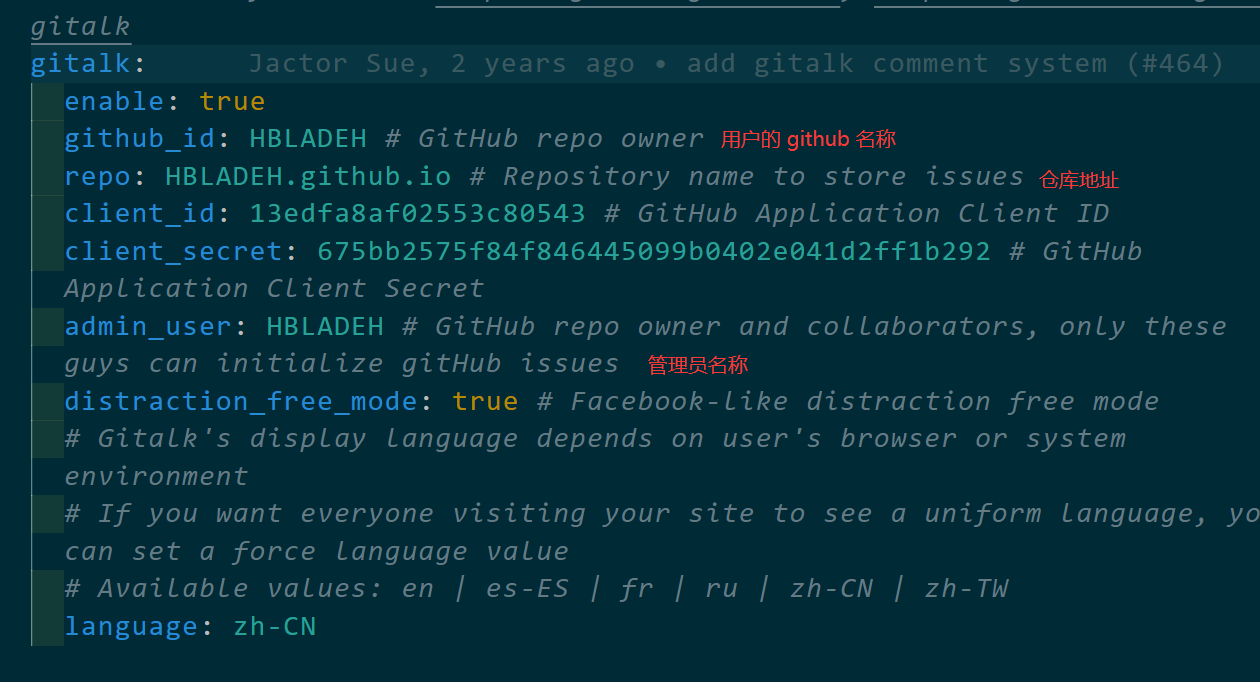 gitalk
gitalk: Jactor Sue, 2 years ago • add gitalk comment system (#464)
enable: true
github_id: HBLADEH # GitHub repo owner 用户的 github 名称
repo: HBLADEH.github.io # Repository name to store issues 仓库地址
client_id: 13edfa8af02553c80543 # GitHub Application Client ID
client_secret: 675bb2575f84f846445099b0402e041d2ff1b292 # GitHub
Application Client Secret
admin_user: HBLADEH # GitHub repo owner and collaborators, only these
guys can initialize gitHub issues 管理员名称
distraction_free_mode: true # Facebook-like distraction free mode
# Gitalk's display language depends on user's browser or system
environment
# If you want everyone visiting your site to see a uniform language, yo
can set a force language value
# Available values: en | es-ES | fr | ru | zh-CN | zh-TW
language: zh-CN